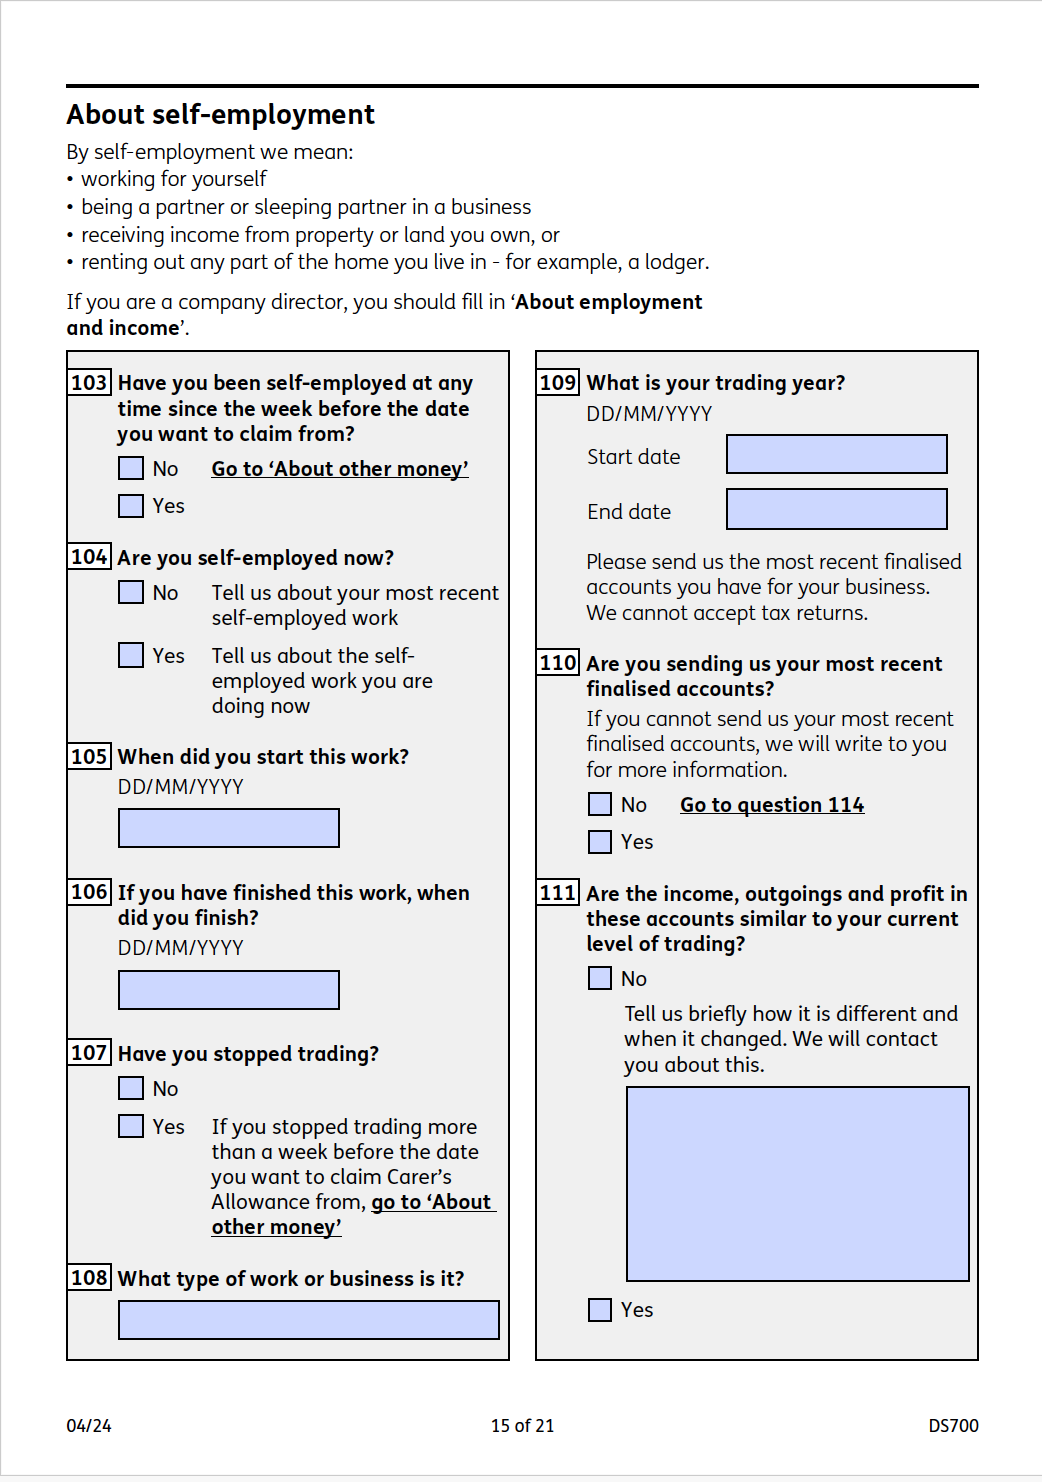 About self-employment
By self-employment we mean:
• working for yourself
• being a partner or sleeping partner in a business
• receiving income from property or land you own, or
• renting out any part of the home you live in - for example, a lodger.
If you are a company director, you should fill in ‘About employment
and income’.
103 Have you been self-employed at any
time since the week before the date
you want to claim from?
No Go to ‘About other money’
Yes
104 Are you self-employed now?
No Tell us about your most recent
self-employed work
Yes Tell us about the self-
employed work you are
doing now
105 When did you start this work?
DD/MM/YYYY
106 If you have finished this work, when
did you finish?
DD/MM/YYYY
107 Have you stopped trading?
No
Yes If you stopped trading more
than a week before the date
you want to claim Carer’s
Allowance from, go to ‘About
other money’
108 What type of work or business is it?
109 What is your trading year?
DD/MM/YYYY
Start date
End date
Please send us the most recent finalised
accounts you have for your business.
We cannot accept tax returns.
110 Are you sending us your most recent
finalised accounts?
If you cannot send us your most recent
finalised accounts, we will write to you
for more information.
No Go to question 114
Yes
111 Are the income, outgoings and profit in
these accounts similar to your current
level of trading?
No
Tell us briefly how it is different and
when it changed. We will contact
you about this.
Yes
04/24 15 of 21 DS700